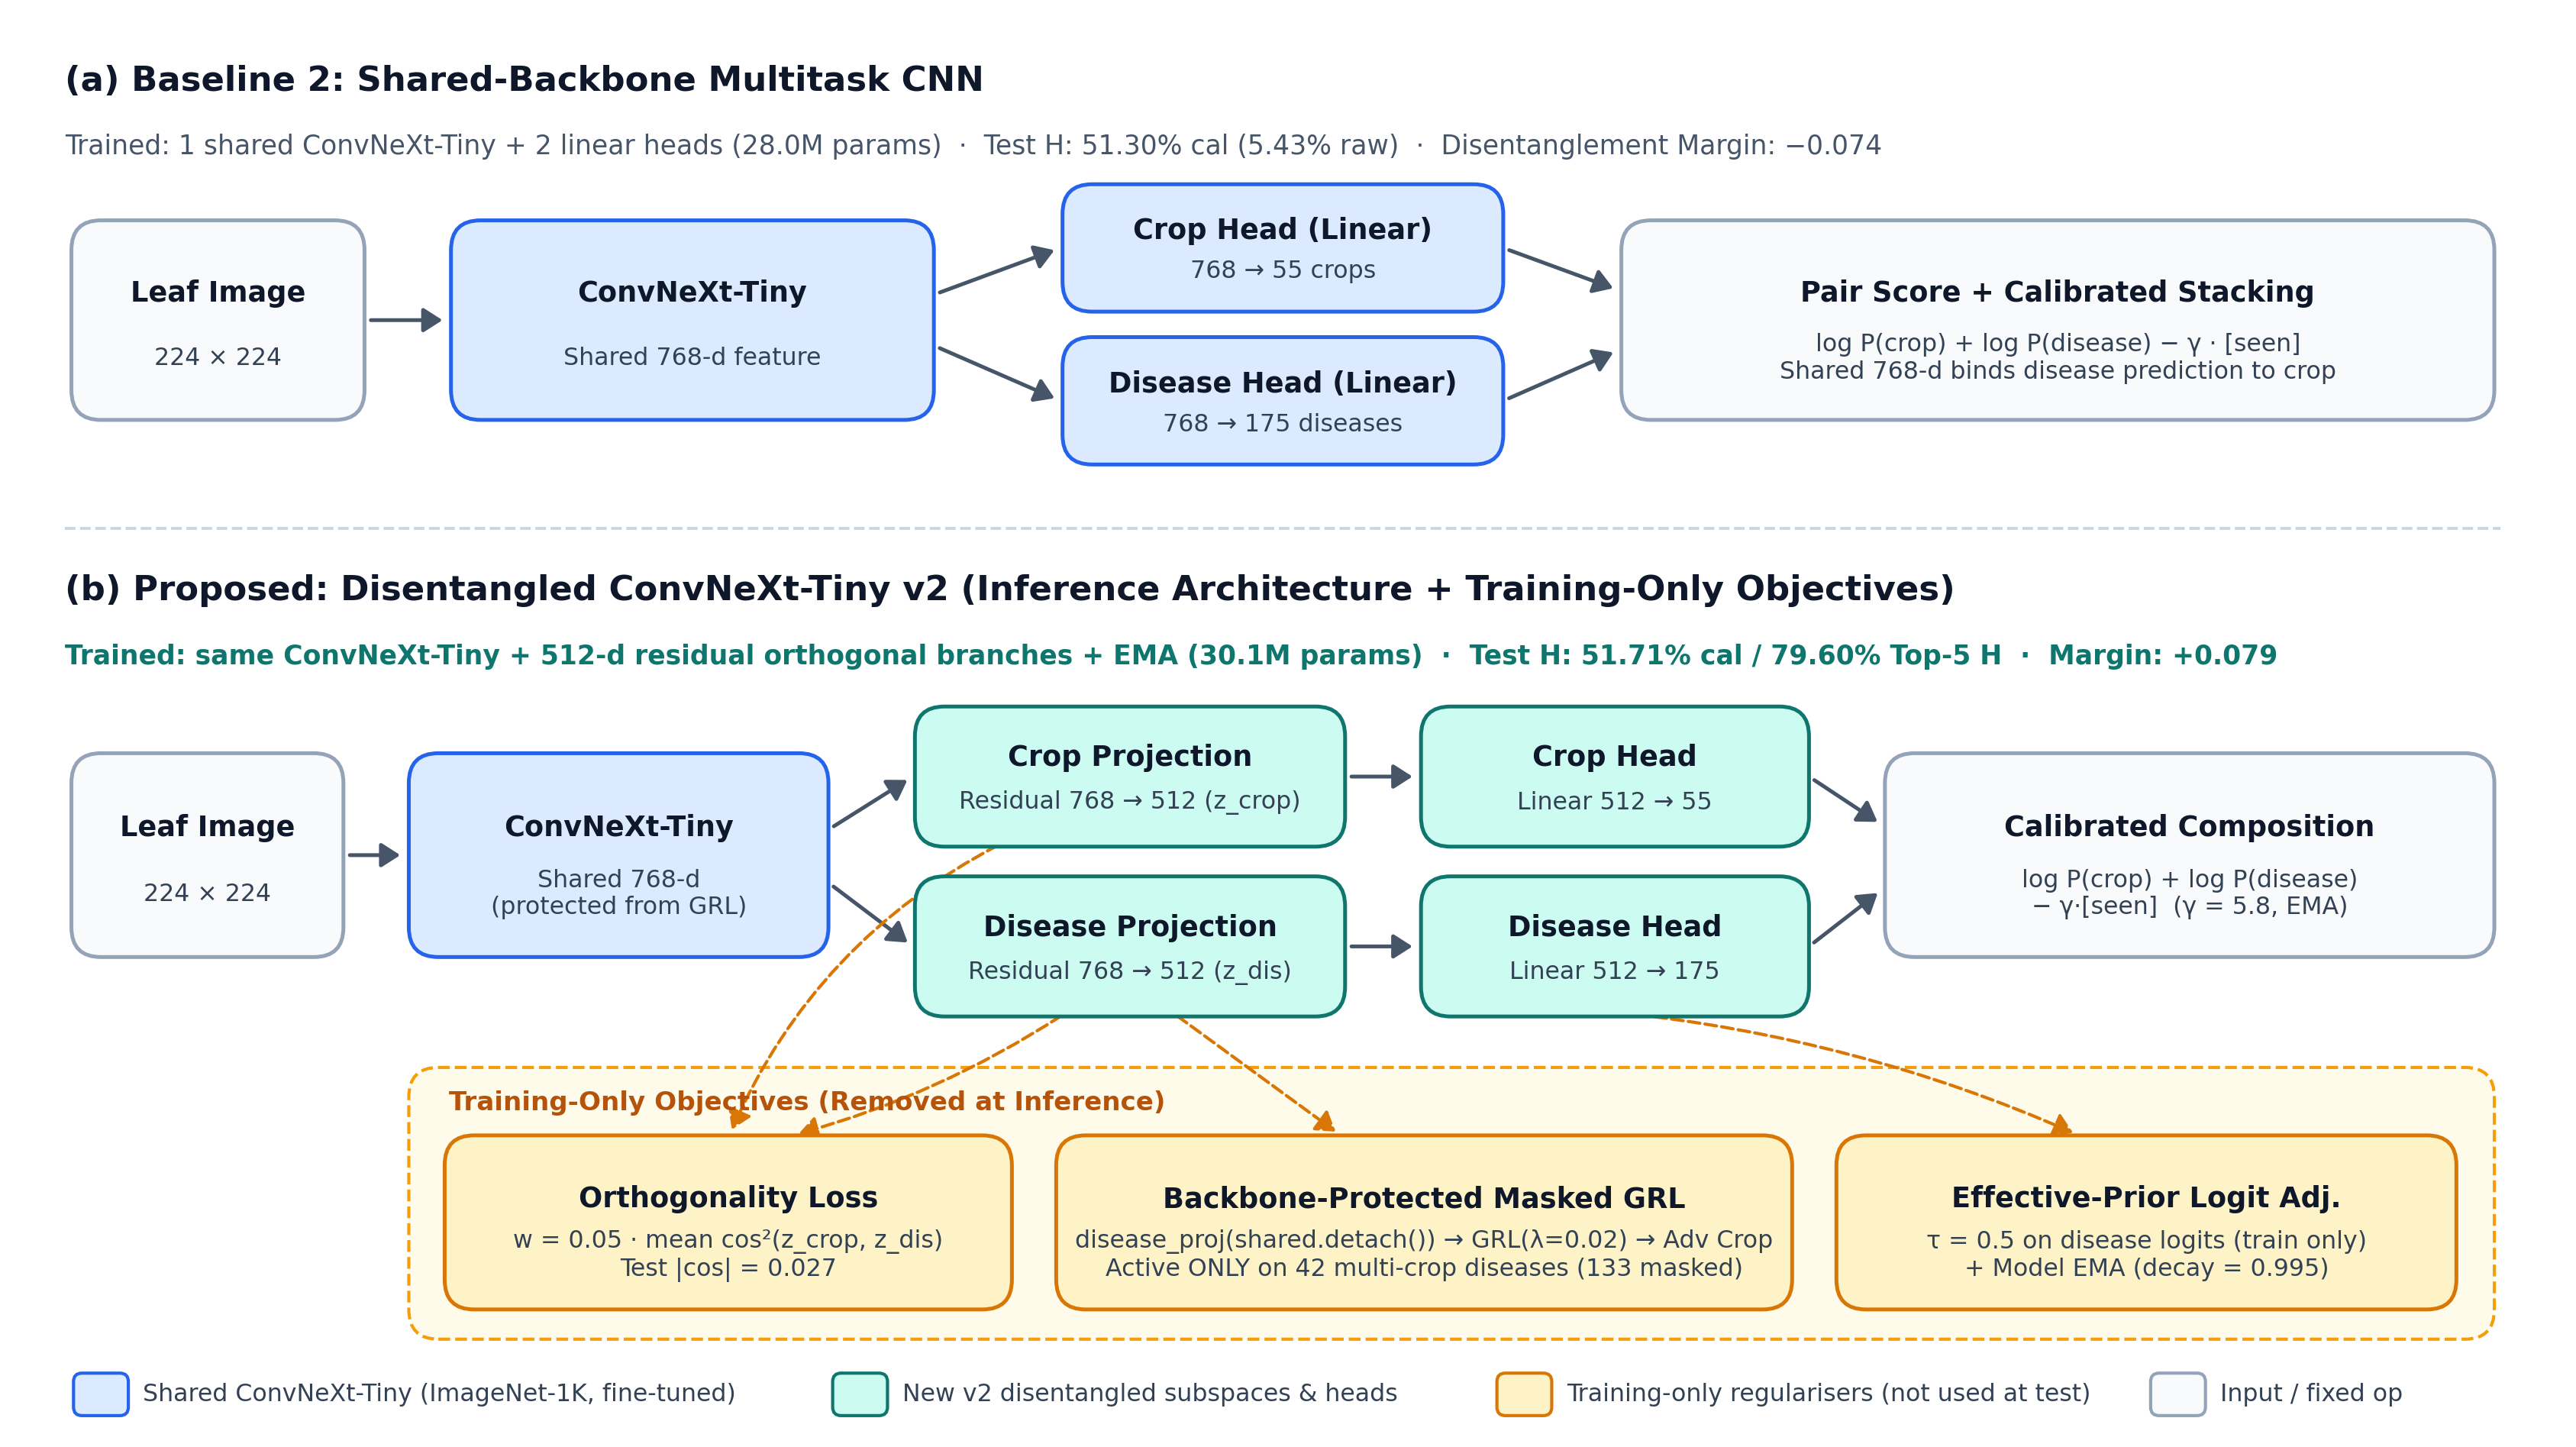 (a) Baseline 2: Shared-Backbone Multitask CNN
Trained: 1 shared ConvNeXt-Tiny + 2 linear heads (28.0M params)  ·  Test H: 51.30% cal (5.43% raw)  ·  Disentanglement Margin: −0.074
Leaf Image
224 × 224
ConvNeXt-Tiny
Shared 768-d feature
Crop Head (Linear)
768 → 55 crops
Disease Head (Linear)
768 → 175 diseases
Pair Score + Calibrated Stacking
log P(crop) + log P(disease) − γ · [seen]
Shared 768-d binds disease prediction to crop
(b) Proposed: Disentangled ConvNeXt-Tiny v2 (Inference Architecture + Training-Only Objectives)
Trained: same ConvNeXt-Tiny + 512-d residual orthogonal branches + EMA (30.1M params)  ·  Test H: 51.71% cal / 79.60% Top-5 H  ·  Margin: +0.079
Leaf Image
224 × 224
ConvNeXt-Tiny
Shared 768-d
(protected from GRL)
Crop Projection
Residual 768 → 512 (z_crop)
Crop Head
Linear 512 → 55
Disease Projection
Residual 768 → 512 (z_dis)
Disease Head
Linear 512 → 175
Calibrated Composition
log P(crop) + log P(disease)
− γ·[seen]  (γ = 5.8, EMA)
Training-Only Objectives (Removed at Inference)
Orthogonality Loss
w = 0.05 · mean cos²(z_crop, z_dis)
Test |cos| = 0.027
Backbone-Protected Masked GRL
disease_proj(shared.detach()) → GRL(λ=0.02) → Adv Crop
Active ONLY on 42 multi-crop diseases (133 masked)
Effective-Prior Logit Adj.
τ = 0.5 on disease logits (train only)
+ Model EMA (decay = 0.995)
Shared ConvNeXt-Tiny (ImageNet-1K, fine-tuned)
New v2 disentangled subspaces & heads
Training-only regularisers (not used at test)
Input / fixed op